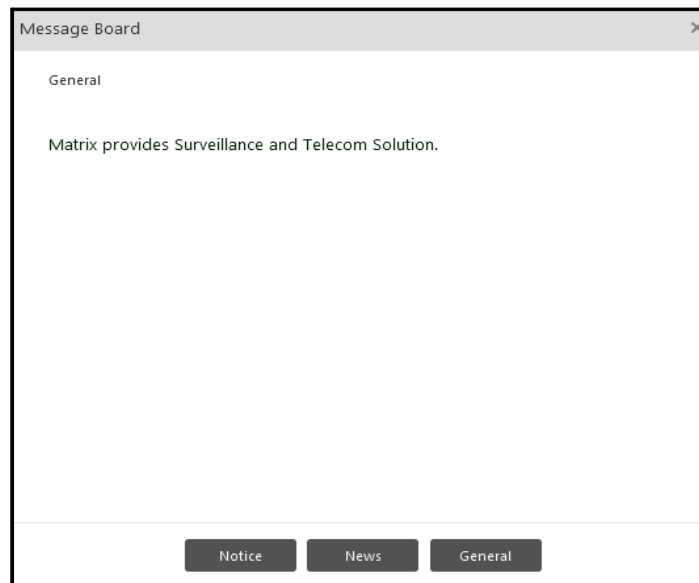 Message Board
General
Matrix provides Surveillance and Telecom Solution.
Notice News General